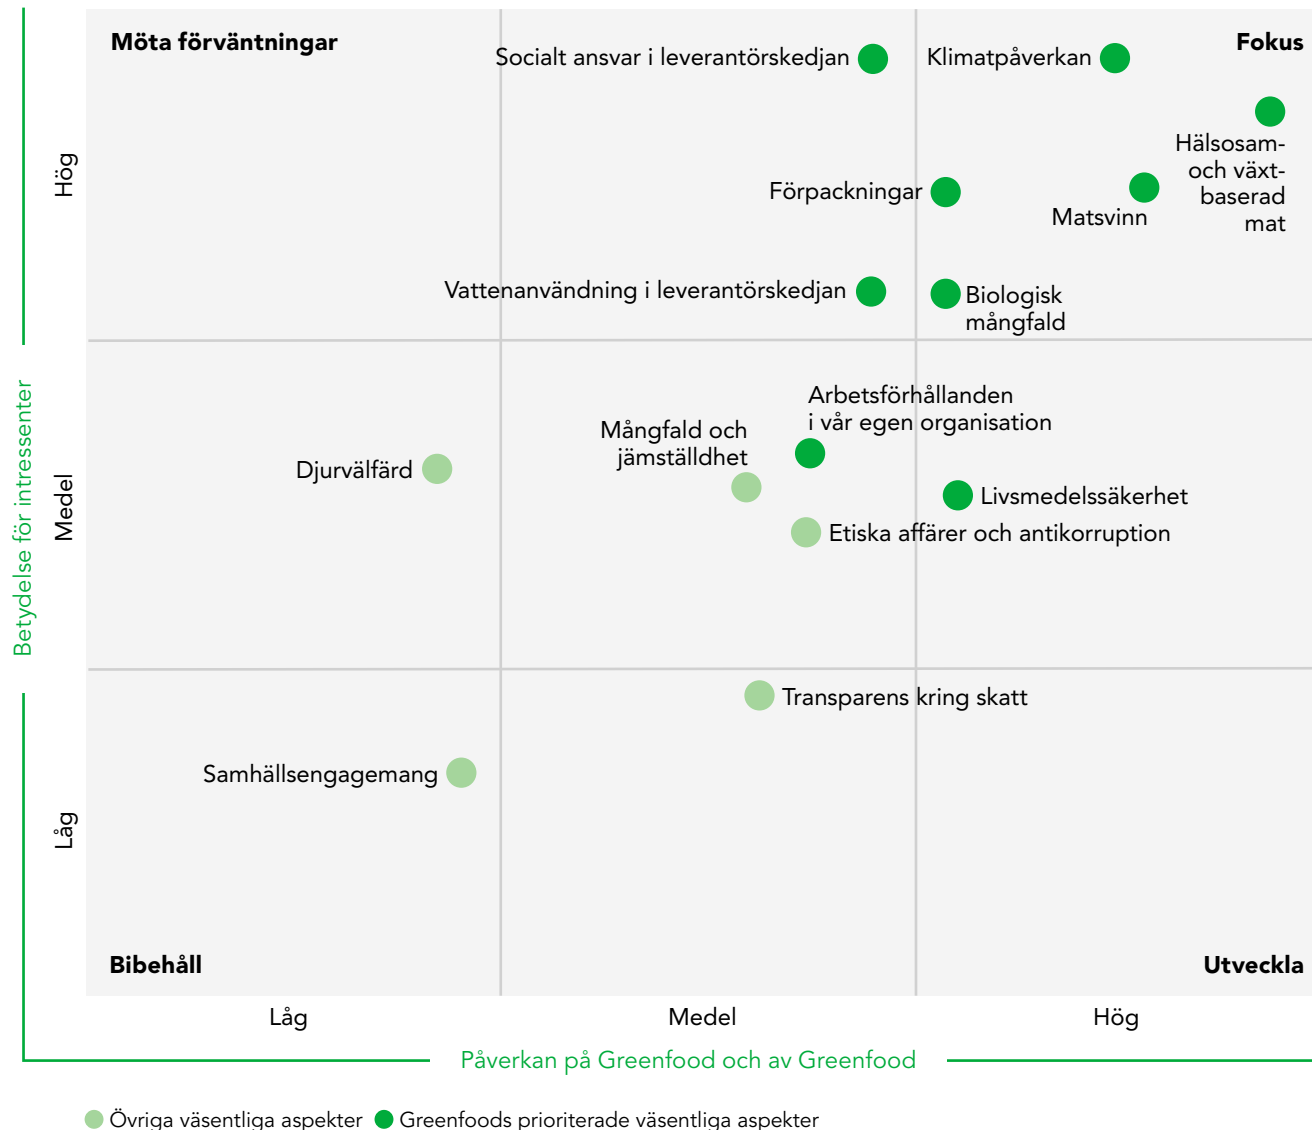 Möta förväntningar
Fokus
Socialt ansvar i leverantörskedjan
Klimatpåverkan
Hälsosam-
och växt-
baserad
mat
Förpackningar
Matsvinn
Vattenanvändning i leverantörskedjan
Biologisk
mångfald
Arbetsförhållanden
i vår egen organisation
Mångfald och
jämställdhet
Djurvälfärd
Livsmedelssäkerhet
Etiska affärer och antikorruption
Transparens kring skatt
Samhällsengagemang
Bibehåll
Utveckla
Hög
Medel
Låg
Betydelse för intressenter
Låg
Medel
Hög
Påverkan på Greenfood och av Greenfood
Övriga väsentliga aspekter
Greenfoods prioriterade väsentliga aspekter